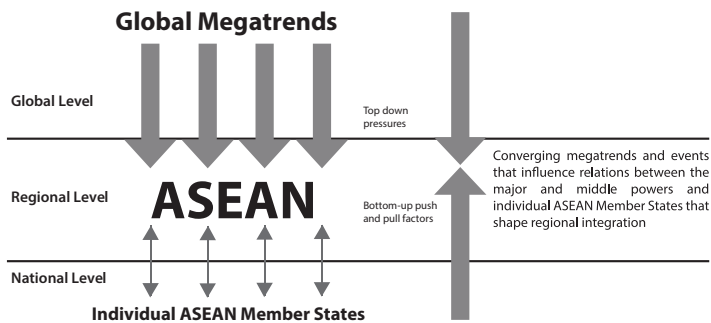 Global Megatrends
Global Level
Top down
pressures
Regional Level
ASEAN
Bottom-up push
and pull factors
Converging megatrends and events
that influence relations between the
major and middle powers and
individual ASEAN Member States that
shape regional integration
National Level
Individual ASEAN Member States